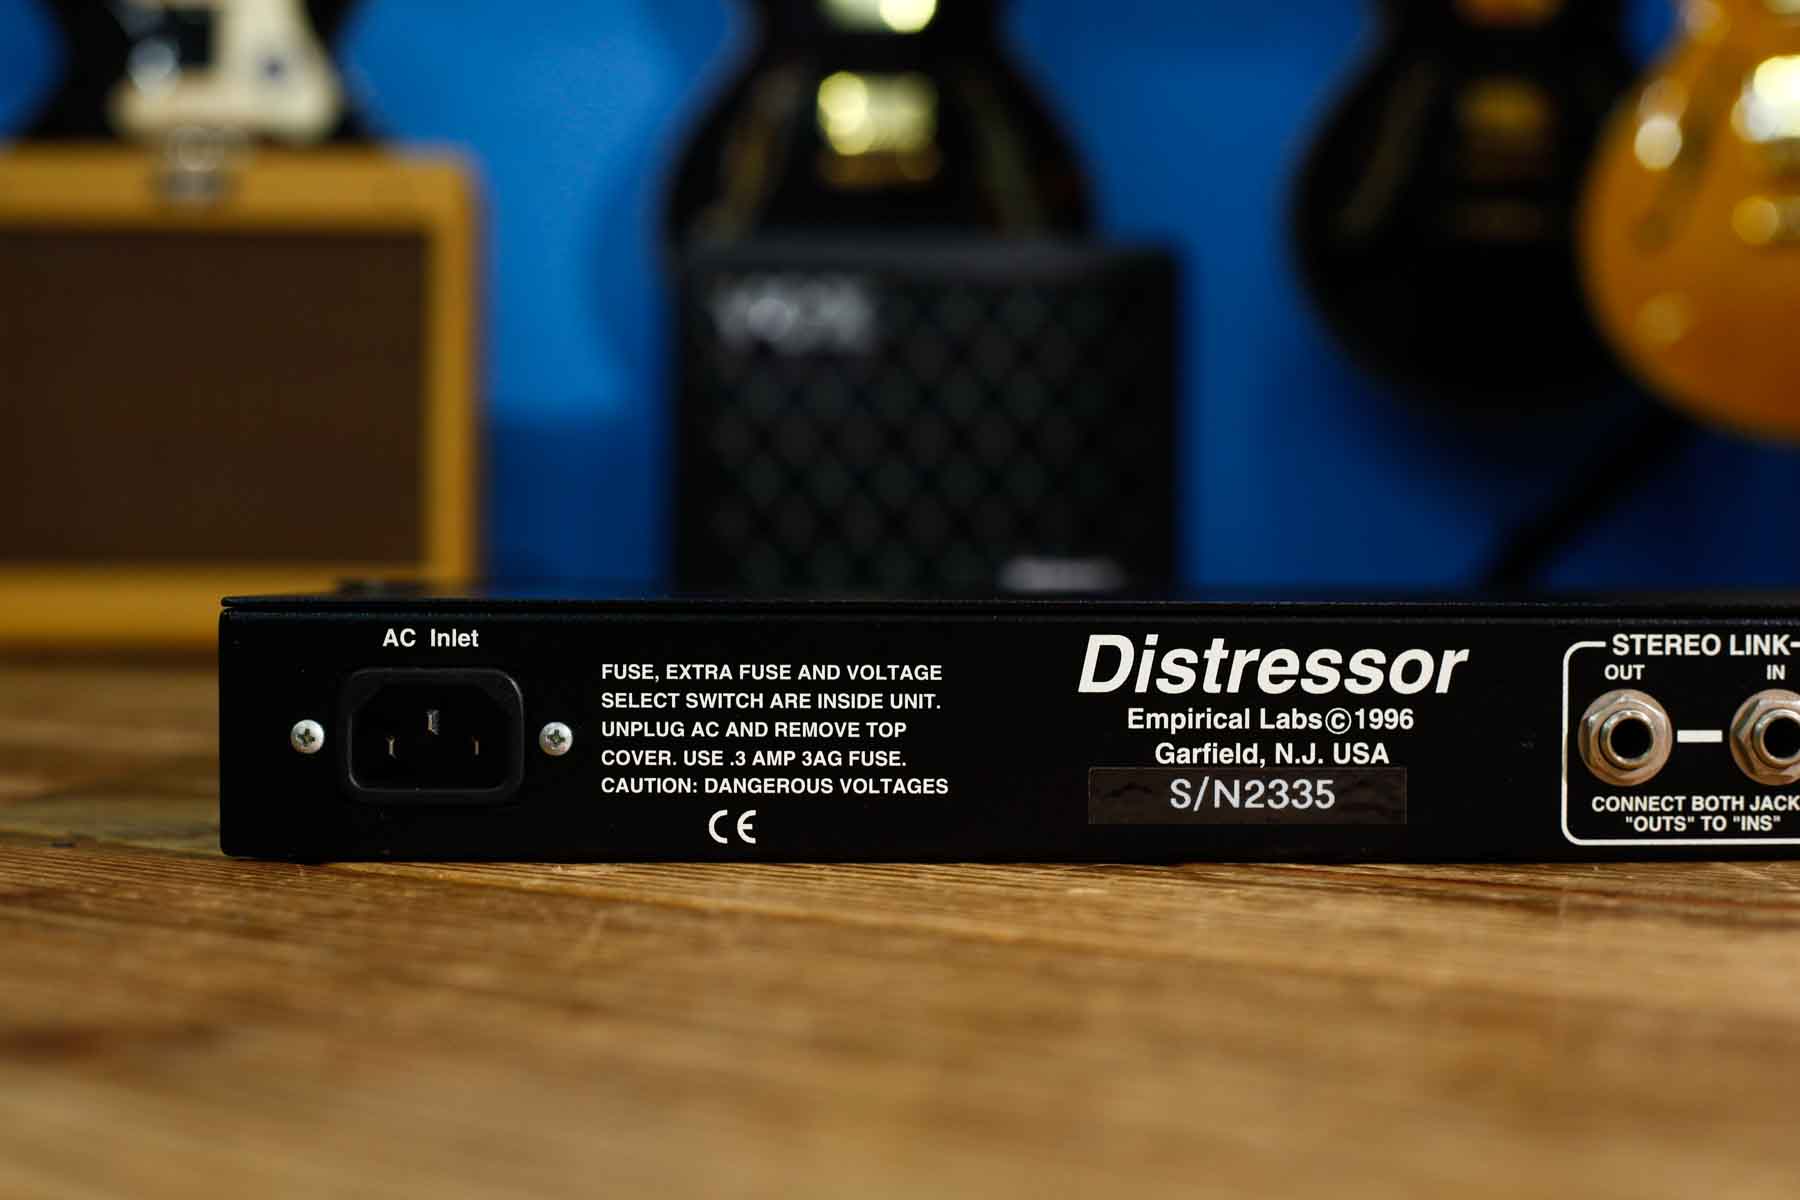 VOX
AC Inlet
FUSE, EXTRA FUSE AND VOLTAGE
SELECT SWITCH ARE INSIDE UNIT.
UNPLUG AC AND REMOVE TOP
COVER. USE .3 AMP 3AG FUSE.
CAUTION: DANGEROUS VOLTAGES
CE
Distressor
Empirical Labs©1996
Garfield, N.J. USA
S/N2335
STEREO LINK
OUT IN
CONNECT BOTH JACK
"OUTS" TO "INS"